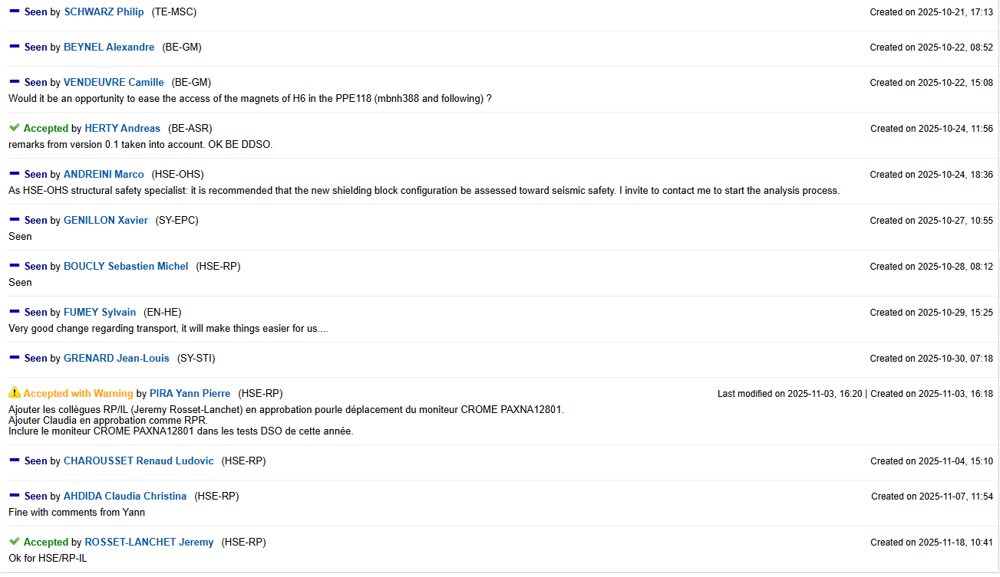 Seen by SCHWARZ Philip (TE-MSC) Created on 2025-10-21, 17:13
Seen by BEYNEL Alexandre (BE-GM) Created on 2025-10-22, 08:52
Seen by VENDEUVRE Camille (BE-GM) Created on 2025-10-22, 15:08
Would it be an opportunity to ease the access of the magnets of H6 in the PPE118 (mbnh388 and following) ?
Accepted by HERTY Andreas (BE-ASR) Created on 2025-10-24, 11:56
remarks from version 0.1 taken into account. OK BE DDSO.
Seen by ANDREINI Marco (HSE-OHS) Created on 2025-10-24, 18:36
As HSE-OHS structural safety specialist: it is recommended that the new shielding block configuration be assessed toward seismic safety. I invite to contact me to start the analysis process.
Seen by GENILLON Xavier (SY-EPC) Created on 2025-10-27, 10:55
Seen
Seen by BOUCLY Sebastien Michel (HSE-RP) Created on 2025-10-28, 08:12
Seen
Seen by FUMEY Sylvain (EN-HE) Created on 2025-10-29, 15:25
Very good change regarding transport, it will make things easier for us....
Seen by GRENARD Jean-Louis (SY-STI) Created on 2025-10-30, 07:18
Accepted with Warning by PIRA Yann Pierre (HSE-RP) Last modified on 2025-11-03, 16:20 | Created on 2025-11-03, 16:18
Ajouter les collègues RP/IL (Jeremy Rosset-Lanchet) en approbation pourle déplacement du moniteur CROME PAXNA12801.
Ajouter Claudia en approbation comme RPR.
Inclure le moniteur CROME PAXNA12801 dans les tests DSO de cette année.
Seen by CHAROUSSET Renaud Ludovic (HSE-RP) Created on 2025-11-04, 15:10
Seen by AHDIDA Claudia Christina (HSE-RP) Created on 2025-11-07, 11:54
Fine with comments from Yann
Accepted by ROSSET-LANCHET Jeremy (HSE-RP) Created on 2025-11-18, 10:41
Ok for HSE/RP-IL